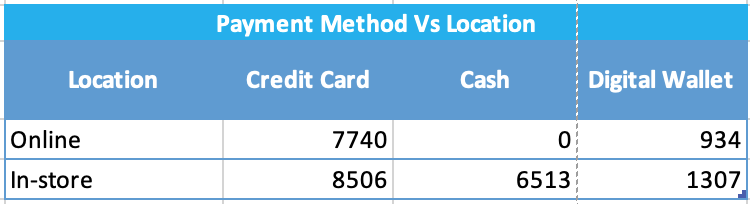 Payment Method Vs Location
Location Credit Card Cash Digital Wallet
Online 7740 0 934
In-store 8506 6513 1307